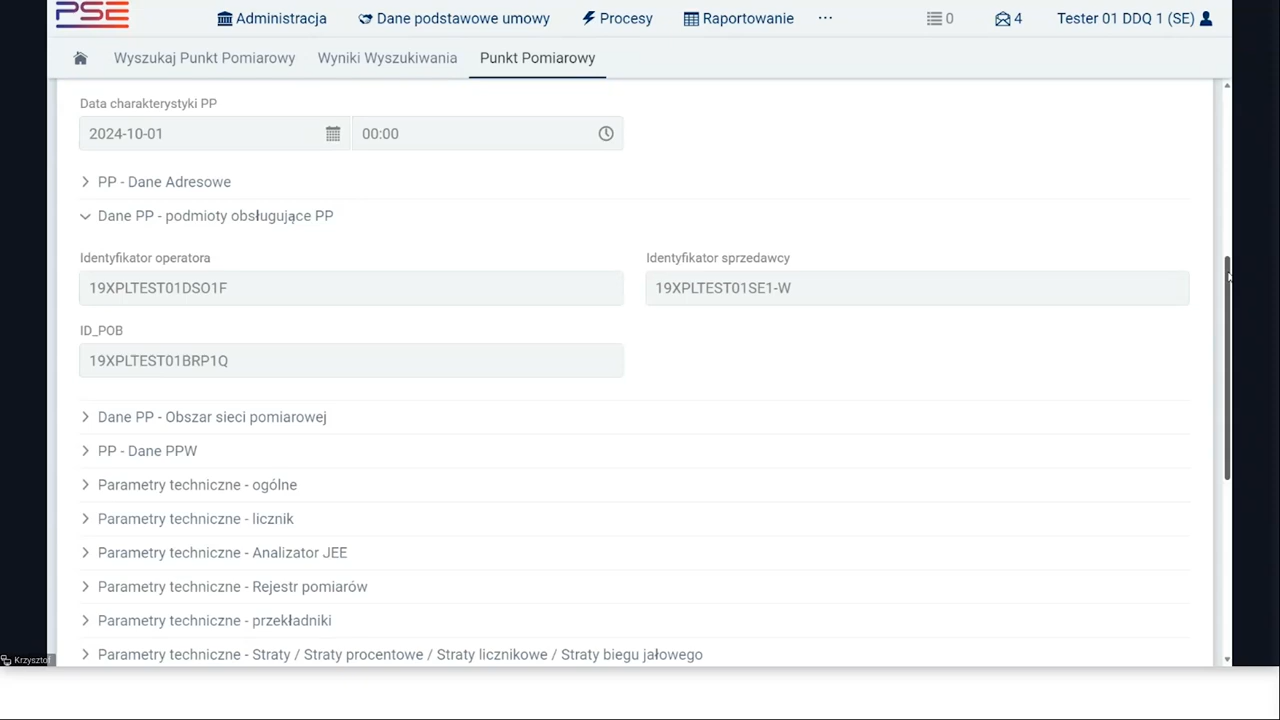 PSE
Administracja
Dane podstawowe umowy
Procesy
Raportowanie
...
0
4
Tester 01 DDQ 1 (SE)
Wyszukaj Punkt Pomiarowy
Wyniki Wyszukiwania
Punkt Pomiarowy
Data charakterystyki PP
2024-10-01
00:00
PP - Dane Adresowe
Dane PP - podmioty obsługujące PP
Identyfikator operatora
Identyfikator sprzedawcy
19XPLTEST01DSO1F
19XPLTEST01SE1-W
ID_POB
19XPLTEST01BRP1Q
Dane PP - Obszar sieci pomiarowej
PP - Dane PPW
Parametry techniczne - ogólne
Parametry techniczne - licznik
Parametry techniczne - Analizator JEE
Parametry techniczne - Rejestr pomiarów
Parametry techniczne - przekładniki
Parametry techniczne - Straty / Straty procentowe / Straty licznikowe / Straty biegu jałowego
Krzysztof